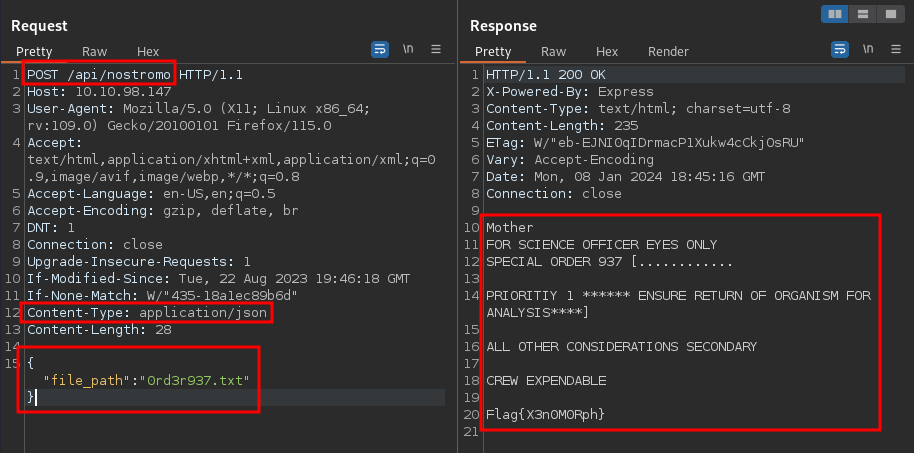 Request
Pretty Raw Hex
\n
1 POST /api/nostromo HTTP/1.1
2 Host: 10.10.98.147
3 User-Agent: Mozilla/5.0 (X11; Linux x86_64;
rv:109.0) Gecko/20100101 Firefox/115.0
4 Accept:
text/html,application/xhtml+xml,application/xml;q=0
.9,image/avif,image/webp,*/*;q=0.8
5 Accept-Language: en-US,en;q=0.5
6 Accept-Encoding: gzip, deflate, br
7 DNT: 1
8 Connection: close
9 Upgrade-Insecure-Requests: 1
10 If-Modified-Since: Tue, 22 Aug 2023 19:46:18 GMT
11 If-None-Match: W/"435-18a1ec89b6d"
12 Content-Type: application/json
13 Content-Length: 28
14
15 {
"file_path":"0rd3r937.txt"
}
Response
Pretty Raw Hex Render
\n
1 HTTP/1.1 200 OK
2 X-Powered-By: Express
3 Content-Type: text/html; charset=utf-8
4 Content-Length: 235
5 ETag: W/"eb-EJNIOqIDrmacP1Xukw4cCkjOsRU"
6 Vary: Accept-Encoding
7 Date: Mon, 08 Jan 2024 18:45:16 GMT
8 Connection: close
9
10 Mother
11 FOR SCIENCE OFFICER EYES ONLY
12 SPECIAL ORDER 937 [............
13
14 PRIORITIY 1 ****** ENSURE RETURN OF ORGANISM FOR
ANALYSIS****]
15
16 ALL OTHER CONSIDERATIONS SECONDARY
17
18 CREW EXPENDABLE
19
20 Flag{X3n0M0Rph}
21